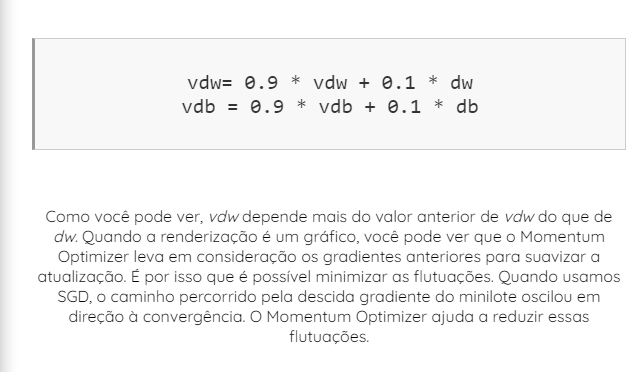 vdw= 0.9 * vdw + 0.1 * dw
vdb = 0.9 * vdb + 0.1 * db
Como você pode ver, vdw depende mais do valor anterior de vdw do que de
dw. Quando a renderização é um gráfico, você pode ver que o Momentum
Optimizer leva em consideração os gradientes anteriores para suavizar a
atualização. É por isso que é possível minimizar as flutuações. Quando usamos
SGD, o caminho percorrido pela descida gradiente do minilote oscilou em
direção à convergência. O Momentum Optimizer ajuda a reduzir essas
flutuações.